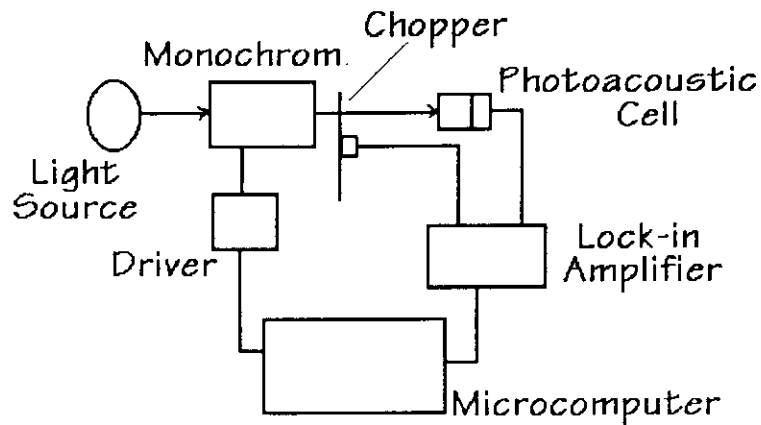 Chopper
Monochrom.
Photoacoustic
Cell
Light
Source
Driver
Lock-in
Amplifier
Microcomputer